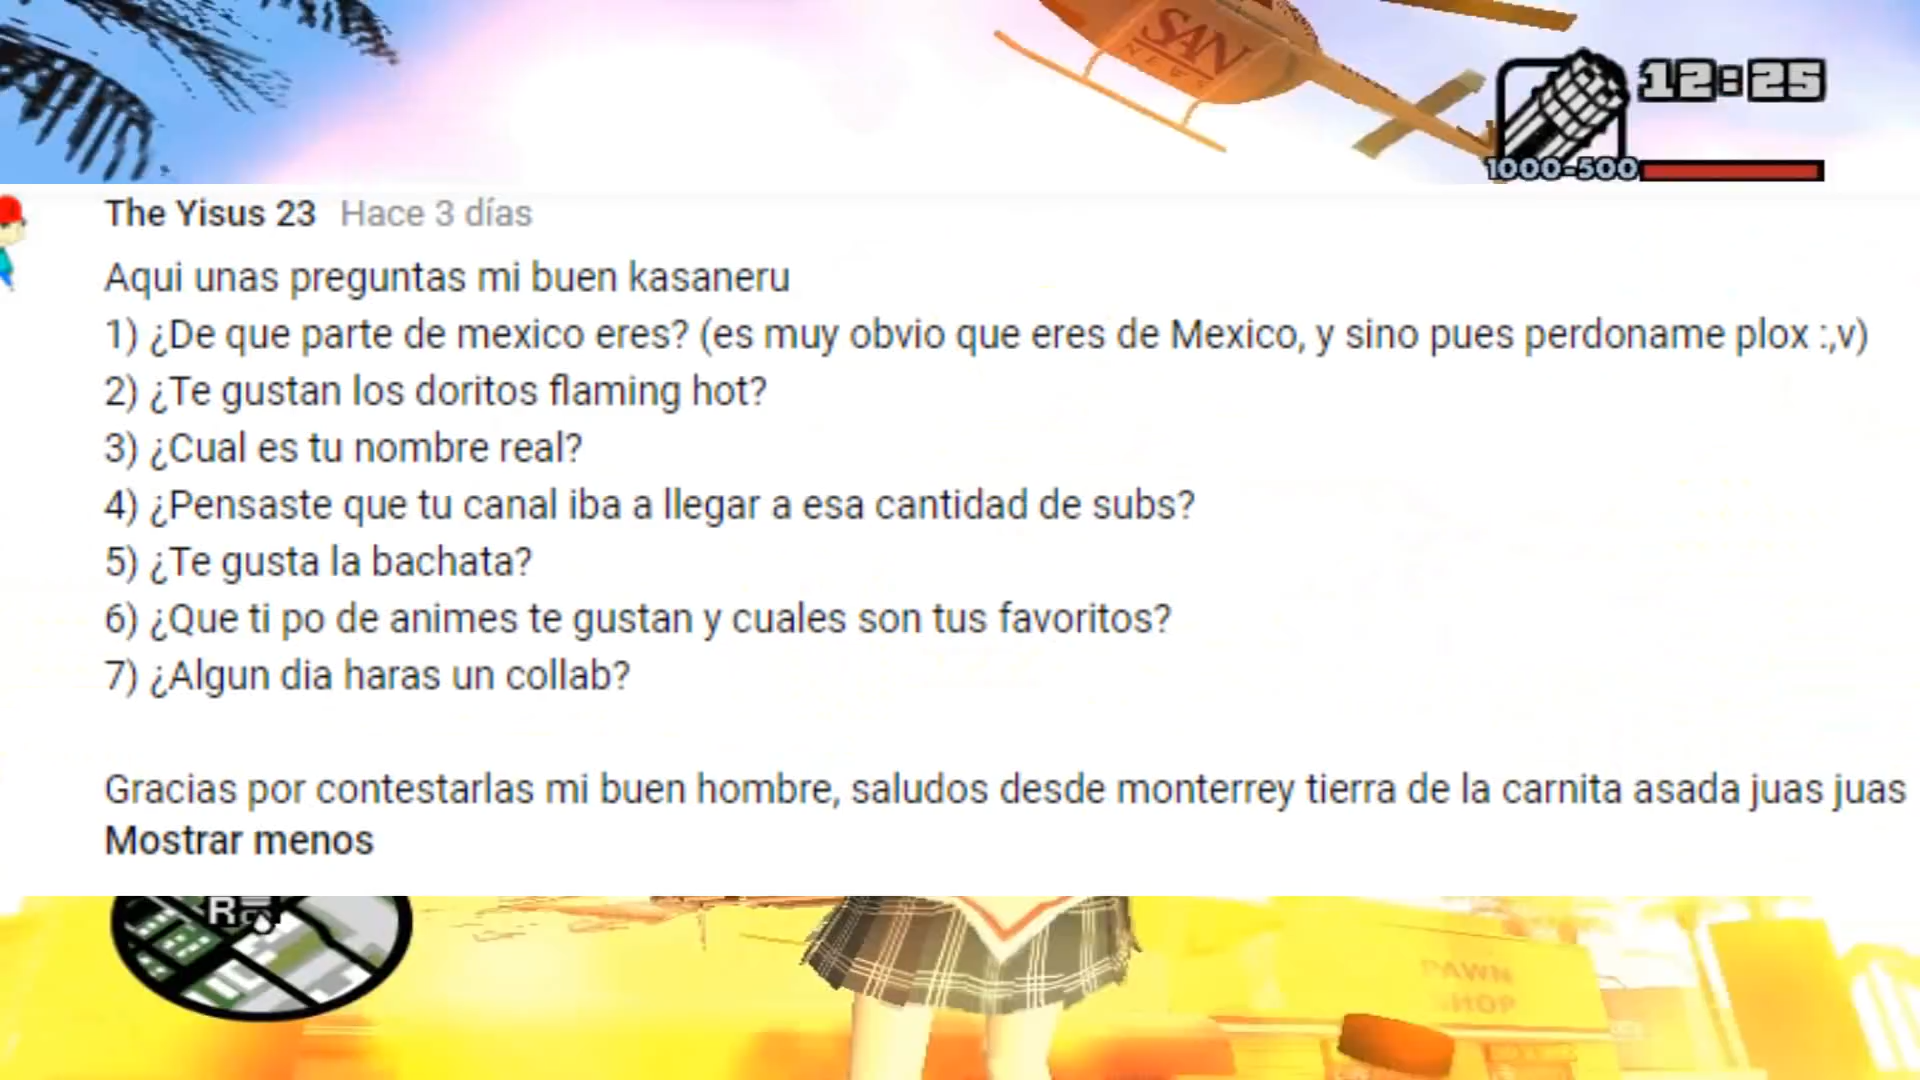 SAN
NEWS
12:25
1000-500
The Yisus 23 Hace 3 días
Aqui unas preguntas mi buen kasaneru
1) ¿De que parte de mexico eres? (es muy obvio que eres de Mexico, y sino pues perdoname plox :,v)
2) ¿Te gustan los doritos flaming hot?
3) ¿Cual es tu nombre real?
4) ¿Pensaste que tu canal iba a llegar a esa cantidad de subs?
5) ¿Te gusta la bachata?
6) ¿Que ti po de animes te gustan y cuales son tus favoritos?
7) ¿Algun dia haras un collab?
Gracias por contestarlas mi buen hombre, saludos desde monterrey tierra de la carnita asada juas juas
Mostrar menos
R
PAWN
SHOP